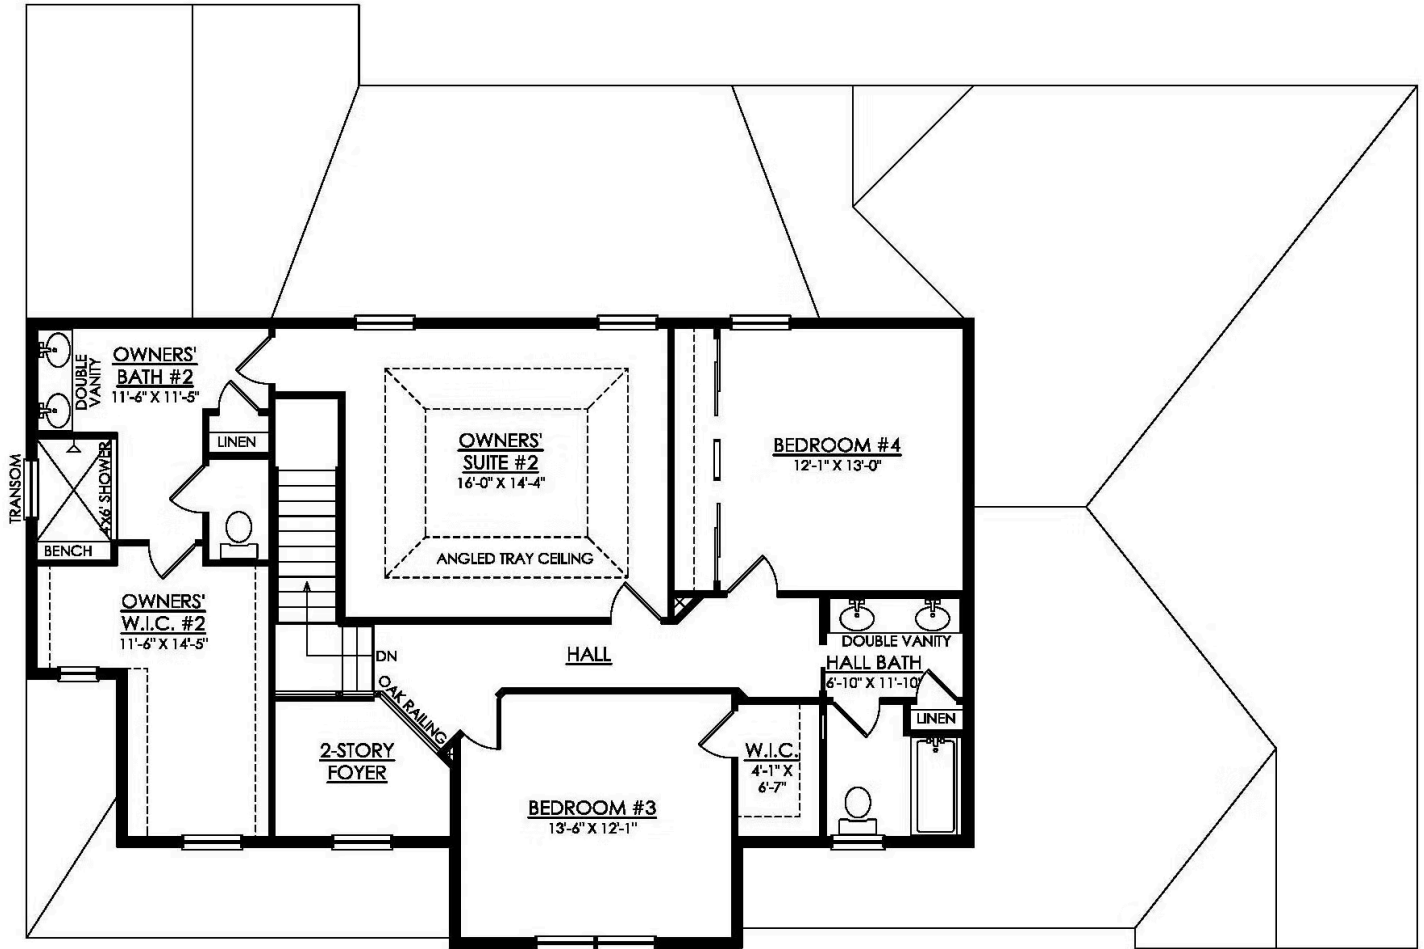 OWNERS'
BATH #2
11'-6" X 11'-5"
DOUBLE
VANITY
LINEN
TRANSOM
4'X6' SHOWER
BENCH
OWNERS'
W.I.C. #2
11'-6" X 14'-5"
OWNERS'
SUITE #2
16'-0" X 14'-4"
ANGLED TRAY CEILING
BEDROOM #4
12'-1" X 13'-0"
DN
HALL
OAK RAILING
2-STORY
FOYER
DOUBLE VANITY
HALL BATH
6'-10" X 11'-10"
LINEN
W.I.C.
4'-1" X
6'-7"
BEDROOM #3
13'-6" X 12'-1"